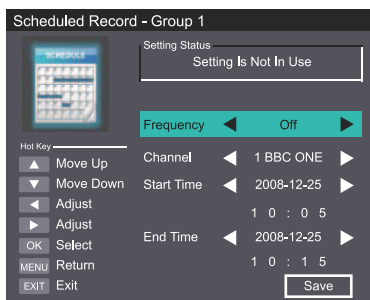 Scheduled Record - Group 1
SCHEDULE
Setting Status
Setting Is Not In Use
Frequency Off
Hot Key
Move Up
Move Down
Adjust
Adjust
OK Select
MENU Return
EXIT Exit
Channel 1 BBC ONE
Start Time 2008-12-25
10:05
End Time 2008-12-25
10:15
Save